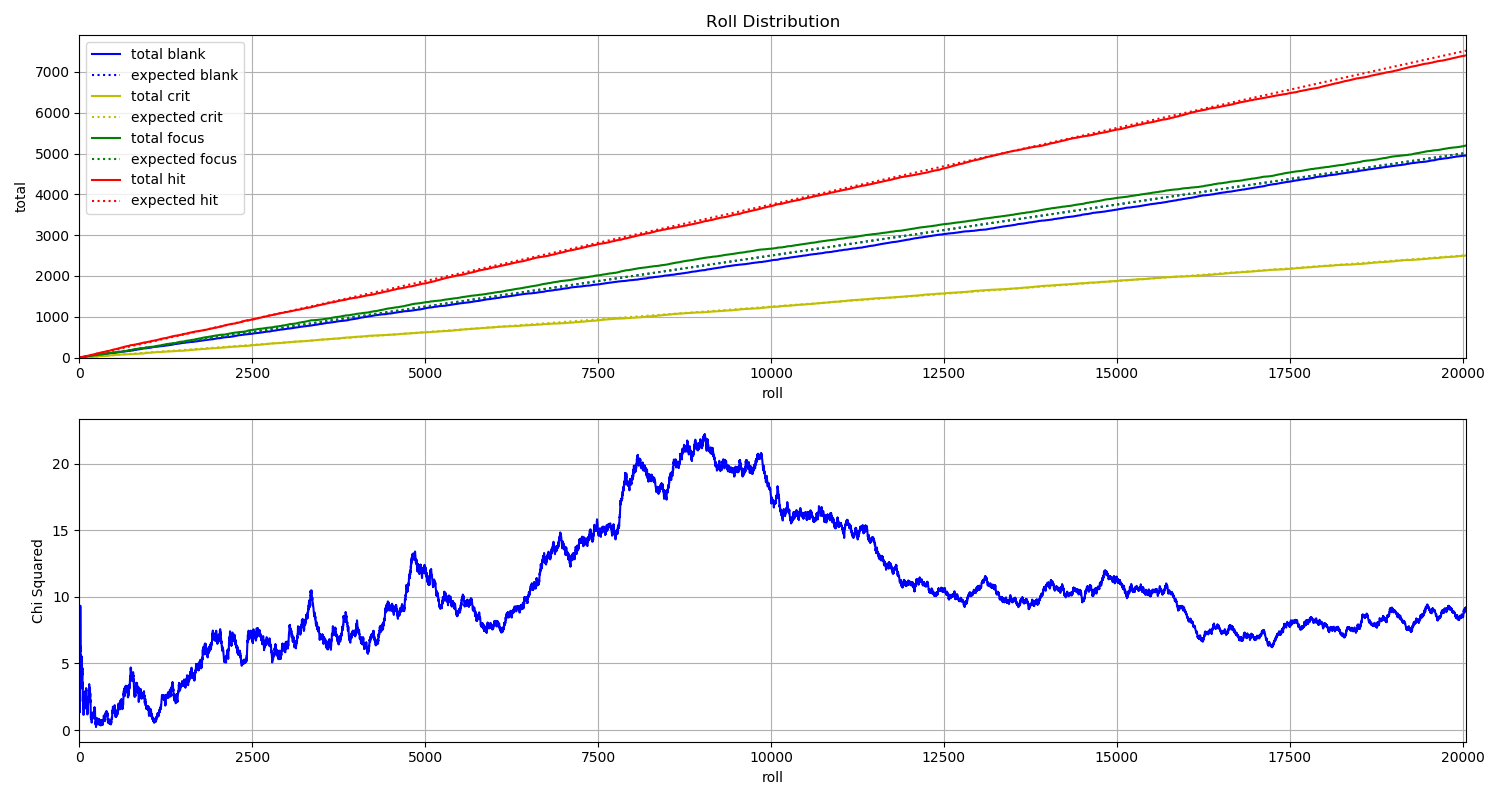 Roll Distribution
total blank
expected blank
total crit
expected crit
total focus
expected focus
total hit
expected hit
7000
6000
5000
4000
3000
2000
1000
0
total
0 2500 5000 7500 10000 12500 15000 17500 20000
roll
20
15
10
5
0
Chi Squared
0 2500 5000 7500 10000 12500 15000 17500 20000
roll